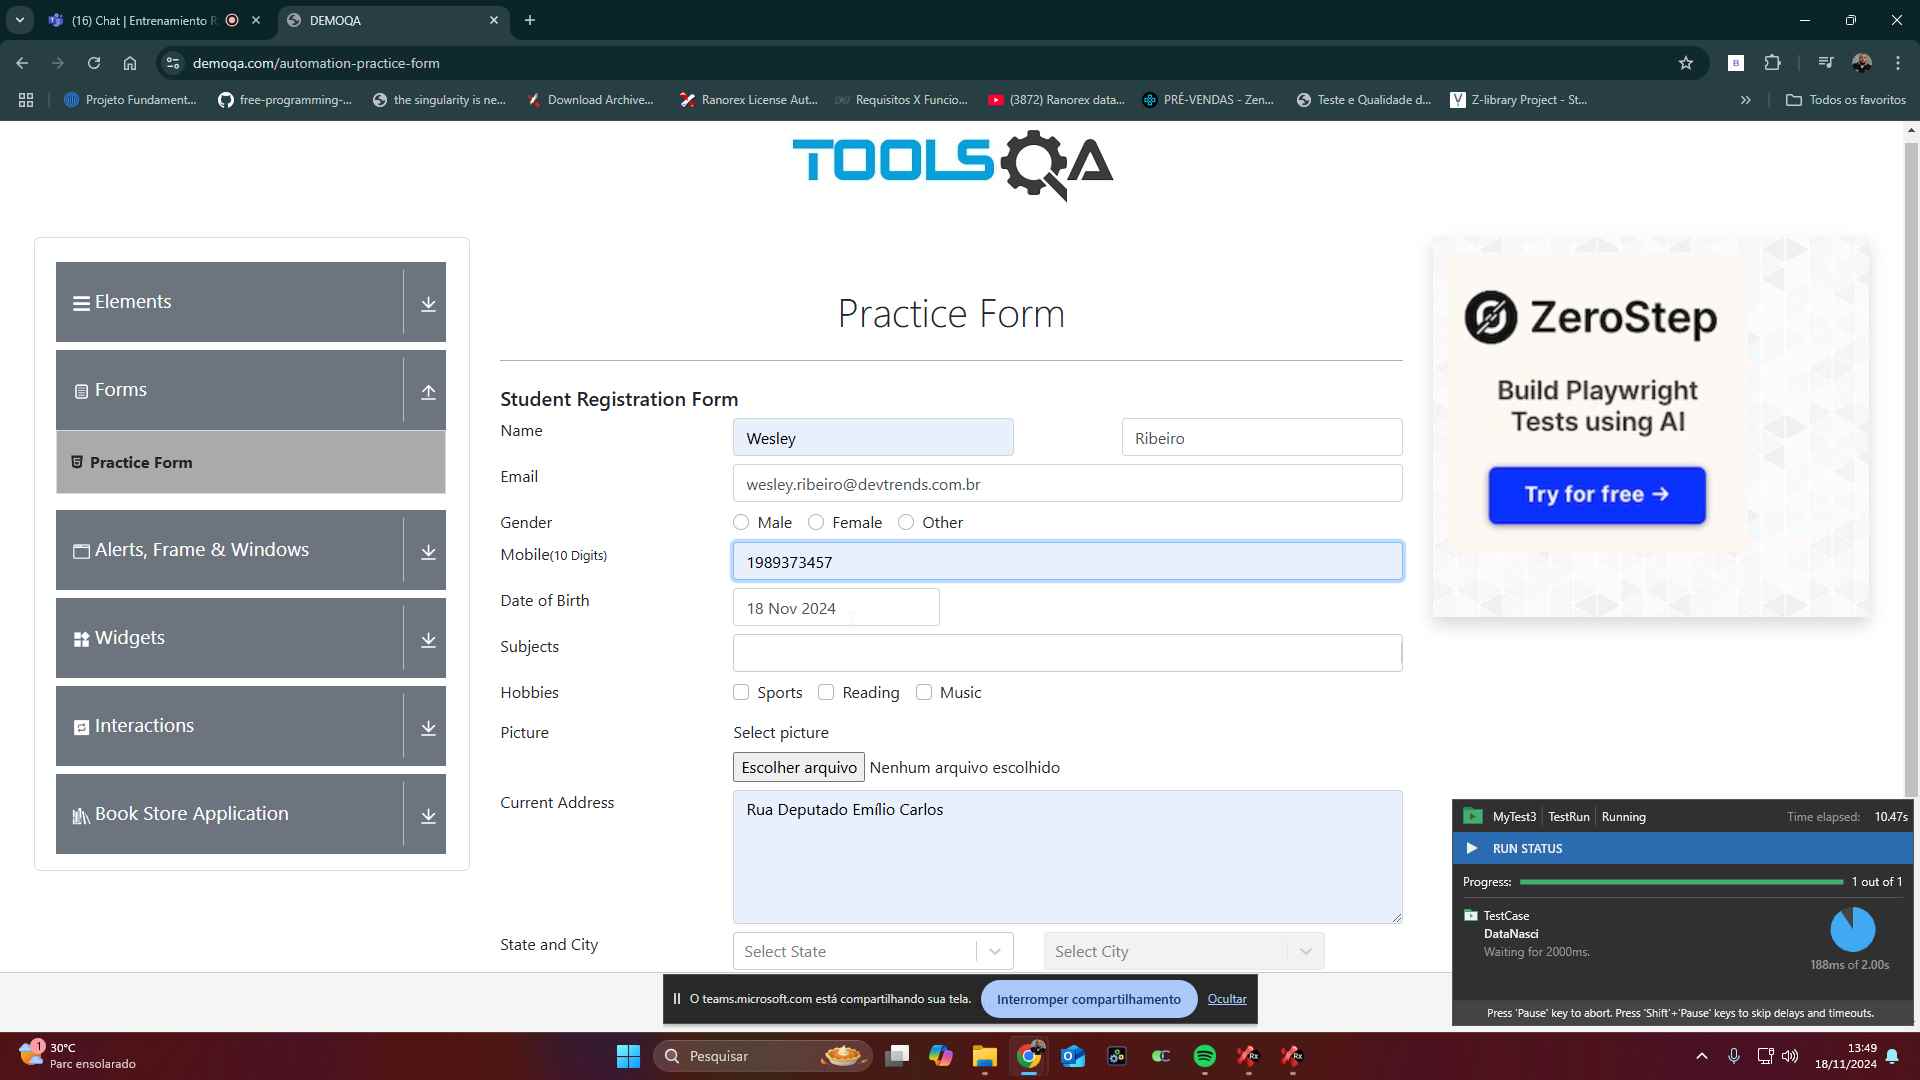 (16) Chat | Entrenamiento R
DEMOQA
demoqa.com/automation-practice-form
Projeto Fundament...
free-programming-...
the singularity is ne...
Download Archive...
Ranorex License Aut...
Requisitos X Funcio...
(3872) Ranorex data...
PRÉ-VENDAS - Zen...
Teste e Qualidade d...
Z-library Project - St...
Todos os favoritos
TOOLSQA
Elements
Forms
Practice Form
Alerts, Frame & Windows
Widgets
Interactions
Book Store Application
Practice Form
Student Registration Form
Name
Wesley
Ribeiro
Email
wesley.ribeiro@devtrends.com.br
Gender
Male
Female
Other
Mobile(10 Digits)
1989373457
Date of Birth
18 Nov 2024
Subjects
Hobbies
Sports
Reading
Music
Picture
Select picture
Escolher arquivo Nenhum arquivo escolhido
Current Address
Rua Deputado Emílio Carlos
State and City
Select State
Select City
ZeroStep
Build Playwright
Tests using AI
Try for free →
MyTest3 TestRun Running Time elapsed: 10.47s
RUN STATUS
Progress: 1 out of 1
TestCase
DataNasci
Waiting for 2000ms.
188ms of 2.00s
Press 'Pause' key to abort. Press 'Shift'+'Pause' keys to skip delays and timeouts.
O teams.microsoft.com está compartilhando sua tela.
Interromper compartilhamento
Ocultar
1
30°C
Parc ensolarado
Pesquisar
13:49
18/11/2024